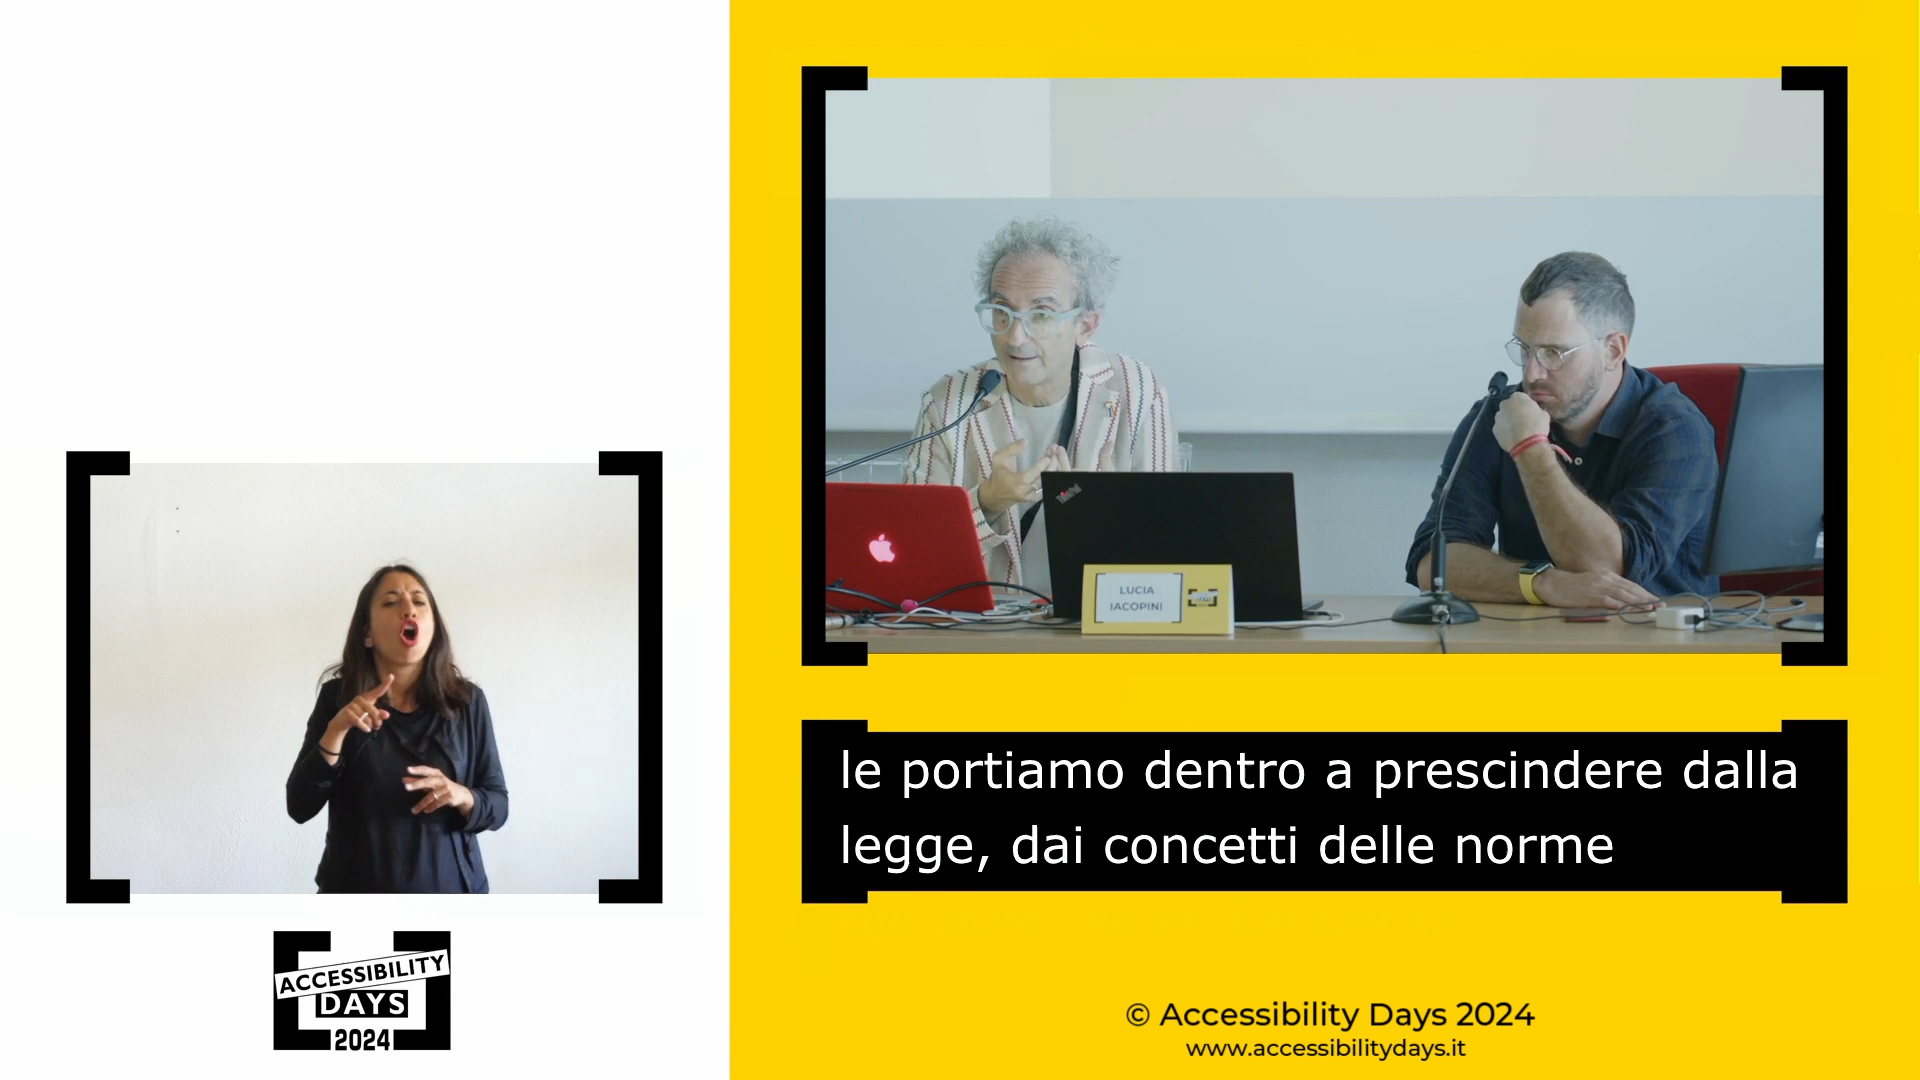 LUCIA
IACOPINI
le portiamo dentro a prescindere dalla
legge, dai concetti delle norme
ACCESSIBILITY
DAYS
2024
© Accessibility Days 2024
www.accessibilitydays.it